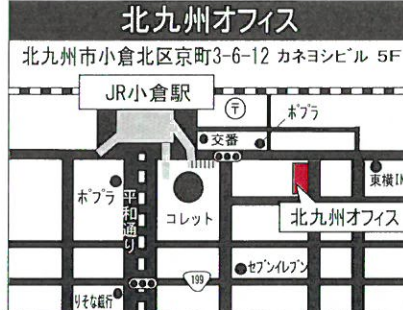 北九州オフィス
北九州市小倉北区京町3-6-12 カネヨシビル 5F
JR小倉駅
〒
ポプラ
交番
ポプラ
平和通り
コレット
東横IN
北九州オフィス
セブンイレブン
199
りそな銀行